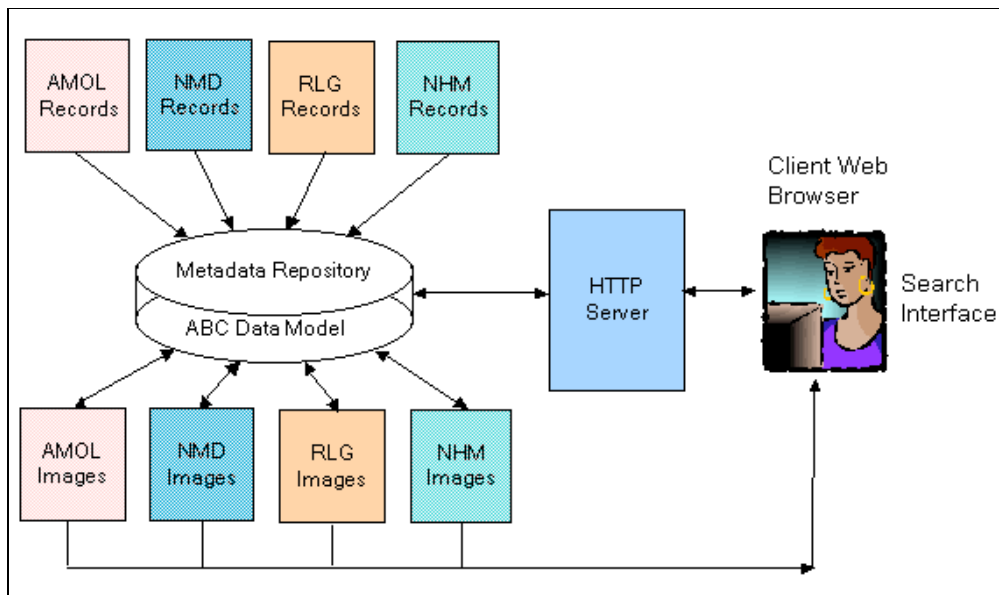 AMOL
Records
NMD
Records
RLG
Records
NHM
Records
Client Web
Browser
Metadata Repository
ABC Data Model
HTTP
Server
Search
Interface
AMOL
Images
NMD
Images
RLG
Images
NHM
Images